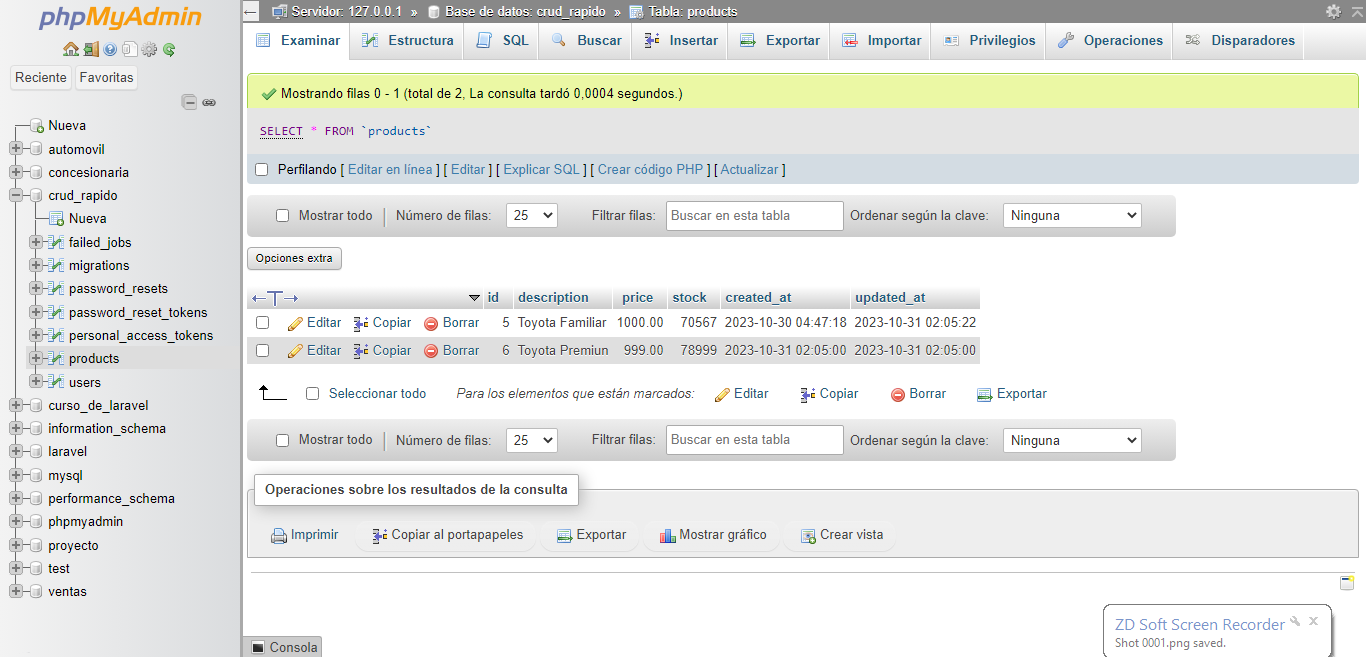 phpMyAdmin
Reciente Favoritas
Nueva
automovil
concesionaria
crud_rapido
Nueva
failed_jobs
migrations
password_resets
password_reset_tokens
personal_access_tokens
products
users
curso_de_laravel
information_schema
laravel
mysql
performance_schema
phpmyadmin
proyecto
test
ventas
Servidor: 127.0.0.1 » Base de datos: crud_rapido » Tabla: products
Examinar Estructura SQL Buscar Insertar Exportar Importar Privilegios Operaciones Disparadores
Mostrando filas 0 - 1 (total de 2, La consulta tardó 0,0004 segundos.)
SELECT * FROM `products`
Perfilando [ Editar en línea ] [ Editar ] [ Explicar SQL ] [ Crear código PHP ] [ Actualizar ]
Mostrar todo Número de filas: 25 Filtrar filas: Buscar en esta tabla Ordenar según la clave: Ninguna
Opciones extra
←T→ id description price stock created_at updated_at
Editar Copiar Borrar 5 Toyota Familiar 1000.00 70567 2023-10-30 04:47:18 2023-10-31 02:05:22
Editar Copiar Borrar 6 Toyota Premiun 999.00 78999 2023-10-31 02:05:00 2023-10-31 02:05:00
Seleccionar todo Para los elementos que están marcados: Editar Copiar Borrar Exportar
Mostrar todo Número de filas: 25 Filtrar filas: Buscar en esta tabla Ordenar según la clave: Ninguna
Operaciones sobre los resultados de la consulta
Imprimir Copiar al portapapeles Exportar Mostrar gráfico Crear vista
Consola
ZD Soft Screen Recorder
Shot 0001.png saved.